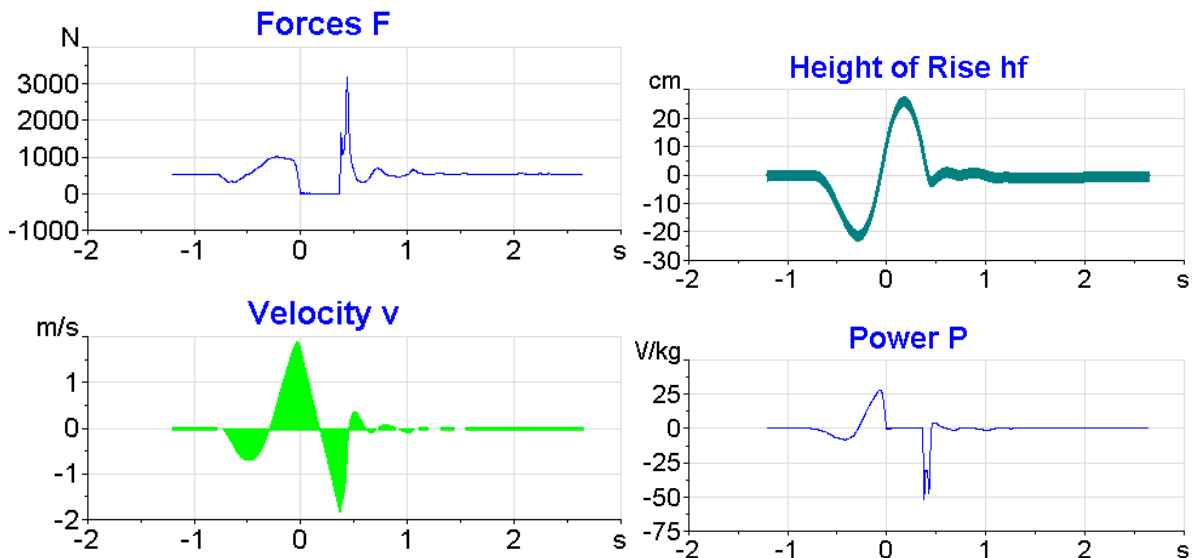 Forces F
N
3000
2000
1000
0
-1000
-2 -1 0 1 2 s
Height of Rise hf
cm
20
10
0
-10
-20
-30
-2 -1 0 1 2 s
Velocity v
m/s
1
0
-1
-2
-2 -1 0 1 2 s
Power P
V/kg
25
0
-25
-50
-75
-2 -1 0 1 2 s